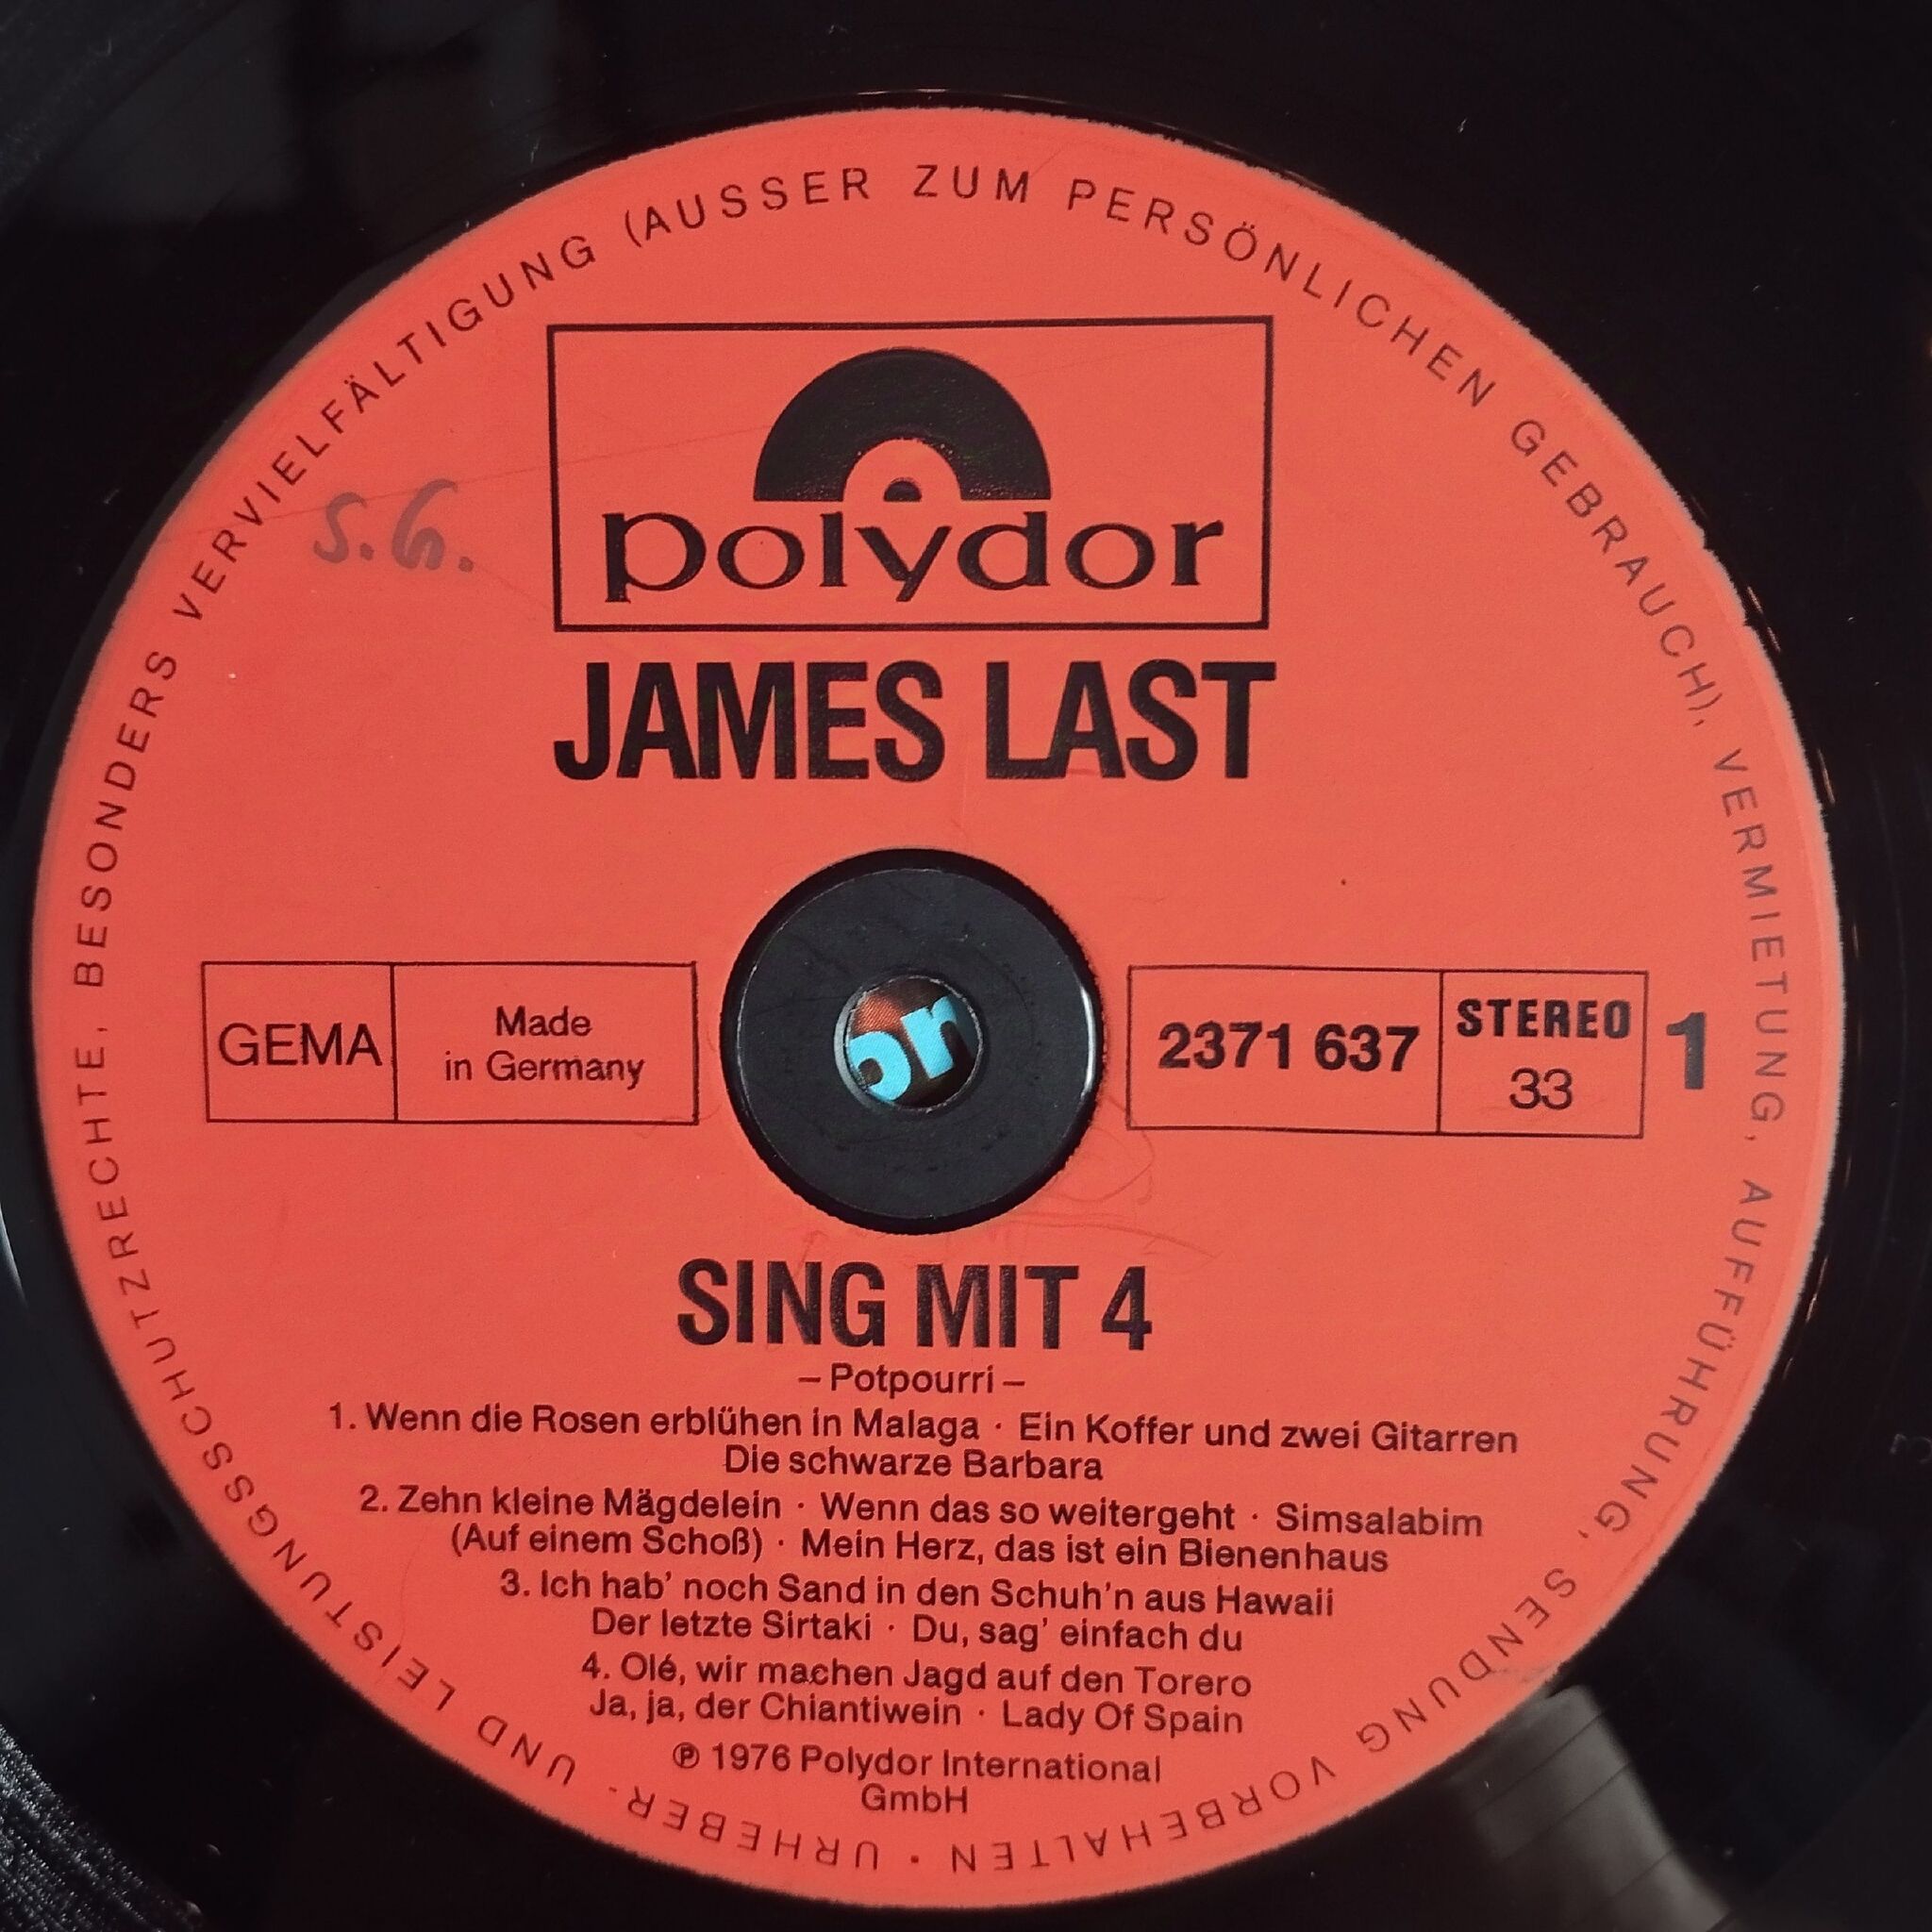 URHEBER- UND LEISTUNGSSCHUTZRECHTE, BESONDERS VERVIELFÄLTIGUNG (AUSSER ZUM PERSÖNLICHEN GEBRAUCH), VERMIETUNG, AUFFÜHRUNG, SENDUNG VORBEHALTEN ·
polydor
S.G.
JAMES LAST
GEMA
Made
in Germany
on
2371 637
STEREO
33
1
SING MIT 4
– Potpourri –
1. Wenn die Rosen erblühen in Malaga · Ein Koffer und zwei Gitarren
Die schwarze Barbara
2. Zehn kleine Mägdelein · Wenn das so weitergeht · Simsalabim
(Auf einem Schoß) · Mein Herz, das ist ein Bienenhaus
3. Ich hab' noch Sand in den Schuh'n aus Hawaii
Der letzte Sirtaki · Du, sag' einfach du
4. Olé, wir machen Jagd auf den Torero
Ja, ja, der Chiantiwein · Lady Of Spain
℗ 1976 Polydor International
GmbH